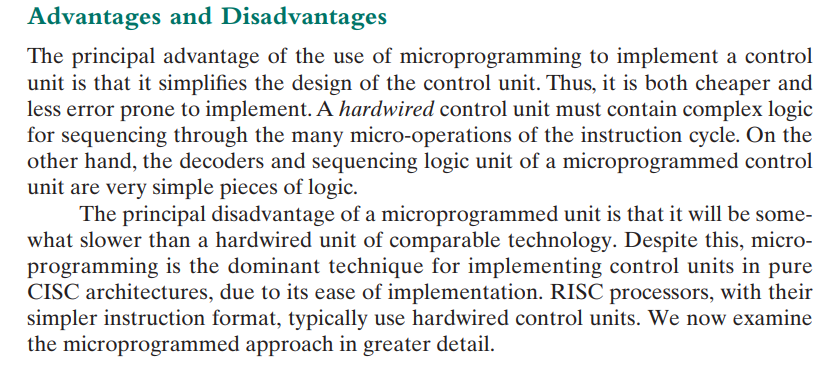 Advantages and Disadvantages
The principal advantage of the use of microprogramming to implement a control
unit is that it simplifies the design of the control unit. Thus, it is both cheaper and
less error prone to implement. A hardwired control unit must contain complex logic
for sequencing through the many micro-operations of the instruction cycle. On the
other hand, the decoders and sequencing logic unit of a microprogrammed control
unit are very simple pieces of logic.
The principal disadvantage of a microprogrammed unit is that it will be some-
what slower than a hardwired unit of comparable technology. Despite this, micro-
programming is the dominant technique for implementing control units in pure
CISC architectures, due to its ease of implementation. RISC processors, with their
simpler instruction format, typically use hardwired control units. We now examine
the microprogrammed approach in greater detail.